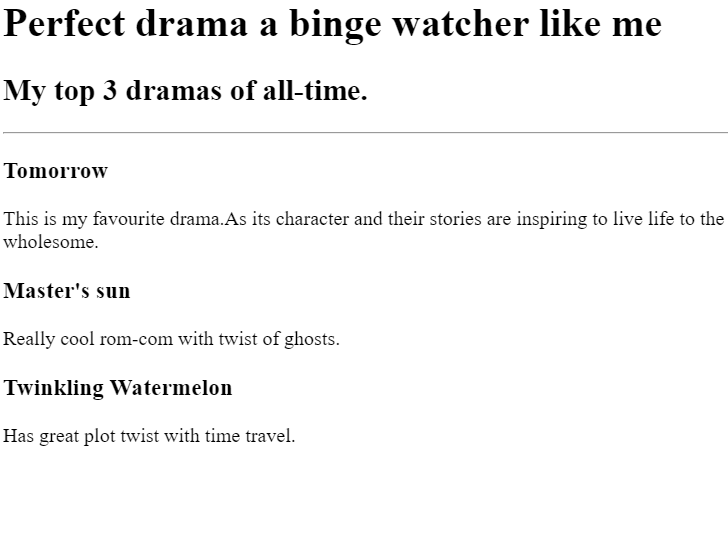 Perfect drama a binge watcher like me
My top 3 dramas of all-time.
Tomorrow
This is my favourite drama.As its character and their stories are inspiring to live life to the
wholesome.
Master's sun
Really cool rom-com with twist of ghosts.
Twinkling Watermelon
Has great plot twist with time travel.